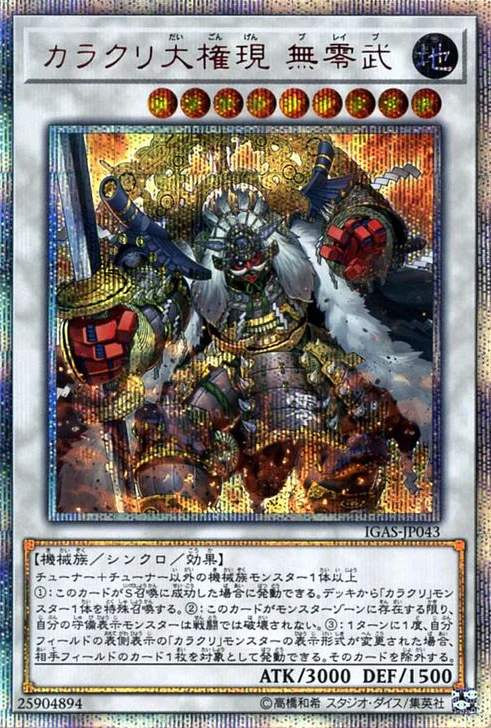 カラクリ大権現 無零武
だいごんげん ブレイブ
地
IGAS-JP043
【機械族／シンクロ／効果】
チューナー＋チューナー以外の機械族モンスター1体以上
①：このカードがS召喚に成功した場合に発動できる。デッキから「カラクリ」モン
スター1体を特殊召喚する。②：このカードがモンスターゾーンに存在する限り、
自分の守備表示モンスターは戦闘では破壊されない。③：1ターンに1度、自分
フィールドの表側表示の「カラクリ」モンスターの表示形式が変更された場合、
相手フィールドのカード1枚を対象として発動できる。そのカードを除外する。
ATK/3000 DEF/1500
25904894
©高橋和希 スタジオ・ダイス/集英社